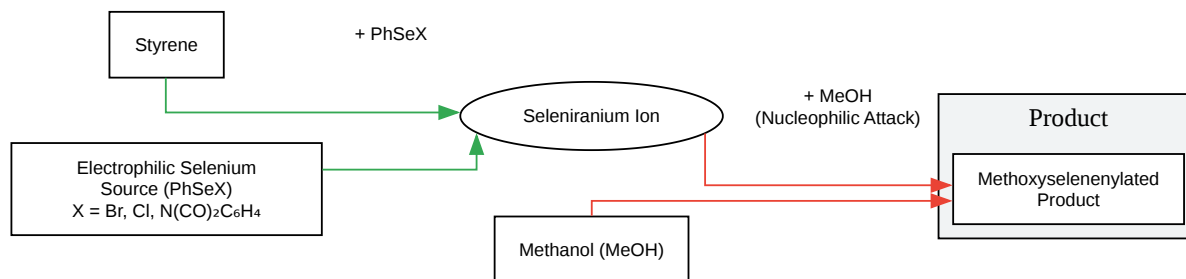 Styrene
+ PhSeX
Electrophilic Selenium
Source (PhSeX)
X = Br, Cl, N(CO)₂C₆H₄
Seleniranium Ion
+ MeOH
(Nucleophilic Attack)
Methanol (MeOH)
Product
Methoxyselenenylated
Product